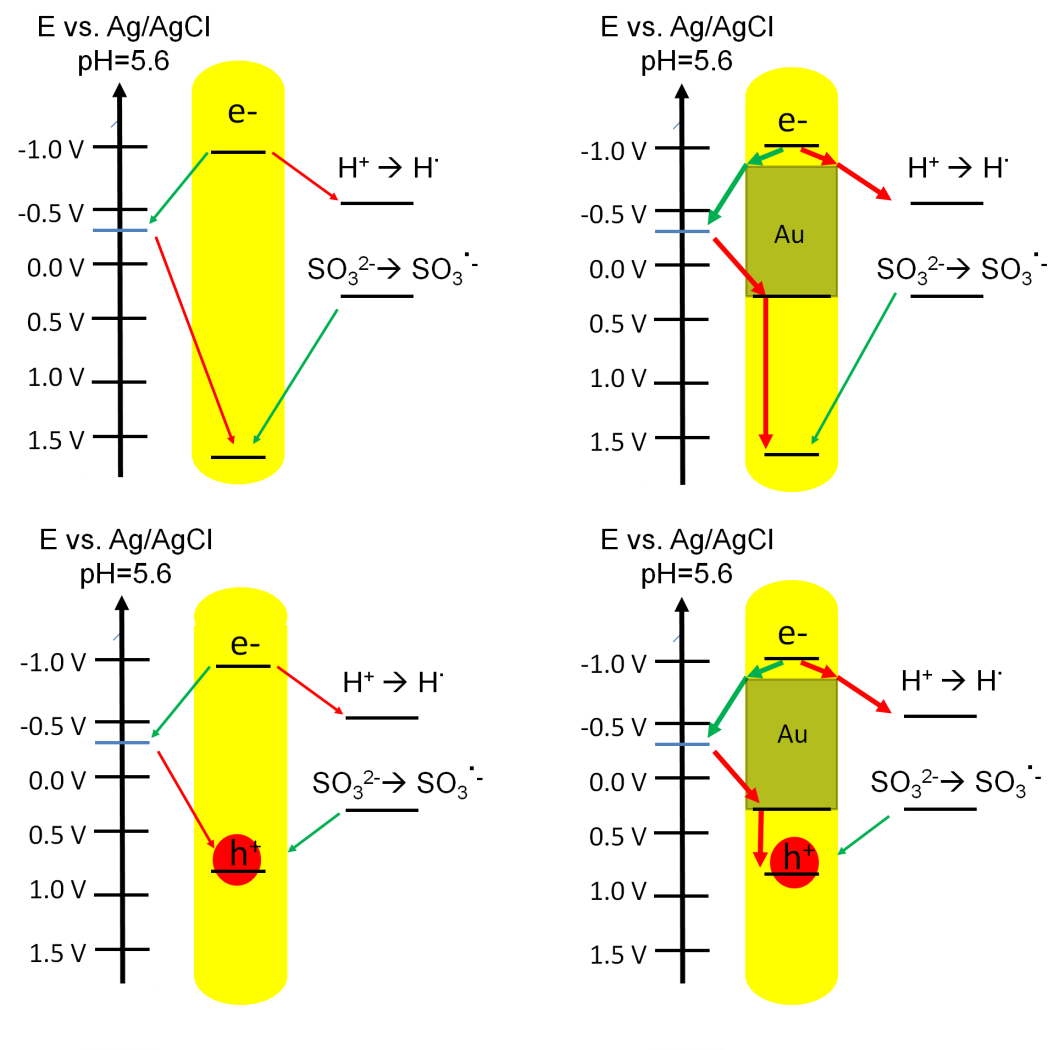 E vs. Ag/AgCl
pH=5.6
e-
-1.0 V
H⁺ → H˙
-0.5 V
0.0 V
SO₃²⁻→ SO₃˙⁻
0.5 V
1.0 V
1.5 V
E vs. Ag/AgCl
pH=5.6
e-
-1.0 V
H⁺ → H˙
-0.5 V
Au
0.0 V
SO₃²⁻→ SO₃˙⁻
0.5 V
1.0 V
1.5 V
E vs. Ag/AgCl
pH=5.6
e-
-1.0 V
H⁺ → H˙
-0.5 V
0.0 V
SO₃²⁻→ SO₃˙⁻
0.5 V
h⁺
1.0 V
1.5 V
E vs. Ag/AgCl
pH=5.6
e-
-1.0 V
H⁺ → H˙
-0.5 V
Au
0.0 V
SO₃²⁻→ SO₃˙⁻
0.5 V
h⁺
1.0 V
1.5 V